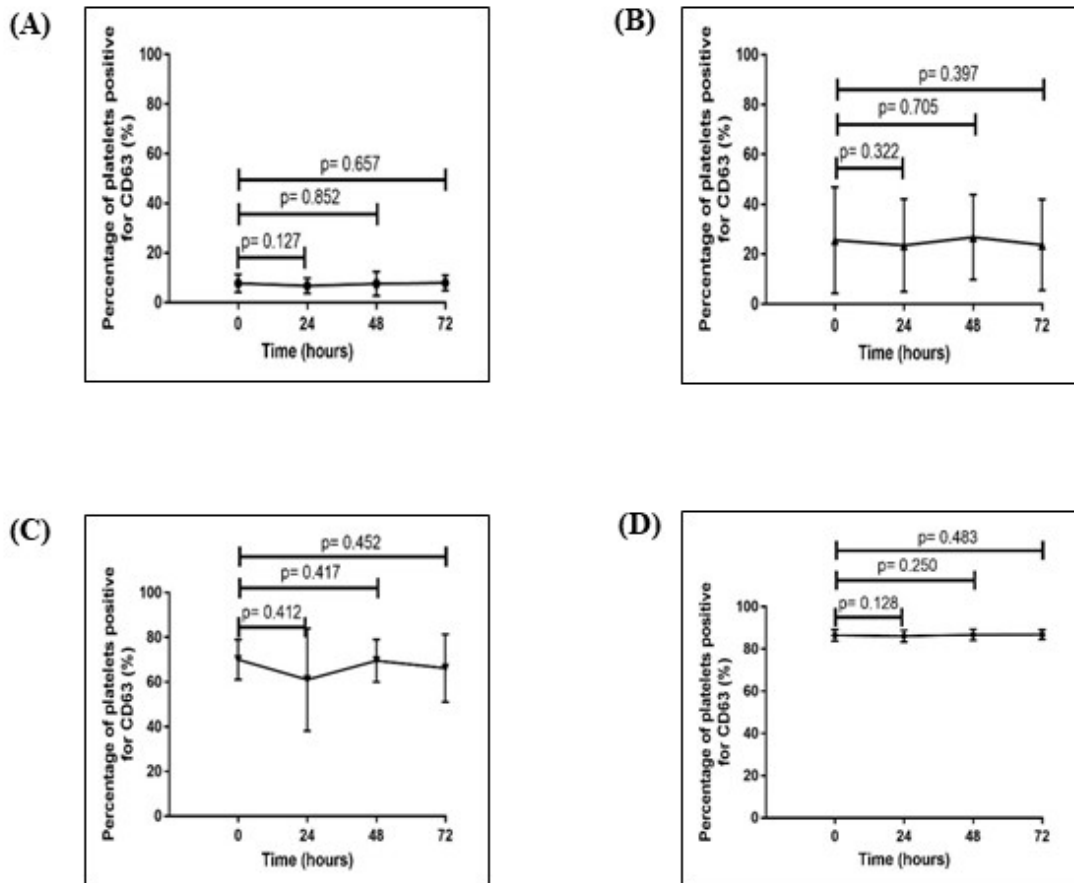 (A)
Percentage of platelets positive
for CD63 (%)
100
80
60
40
20
0
p= 0.657
p= 0.852
p= 0.127
0 24 48 72
Time (hours)
(B)
Percentage of platelets positive
for CD63 (%)
100
80
60
40
20
0
p= 0.397
p= 0.705
p= 0.322
0 24 48 72
Time (hours)
(C)
Percentage of platelets positive
for CD63 (%)
100
80
60
40
20
0
p= 0.452
p= 0.417
p= 0.412
0 24 48 72
Time (hours)
(D)
Percentage of platelets positive
for CD63 (%)
100
80
60
40
20
0
p= 0.483
p= 0.250
p= 0.128
0 24 48 72
Time (hours)